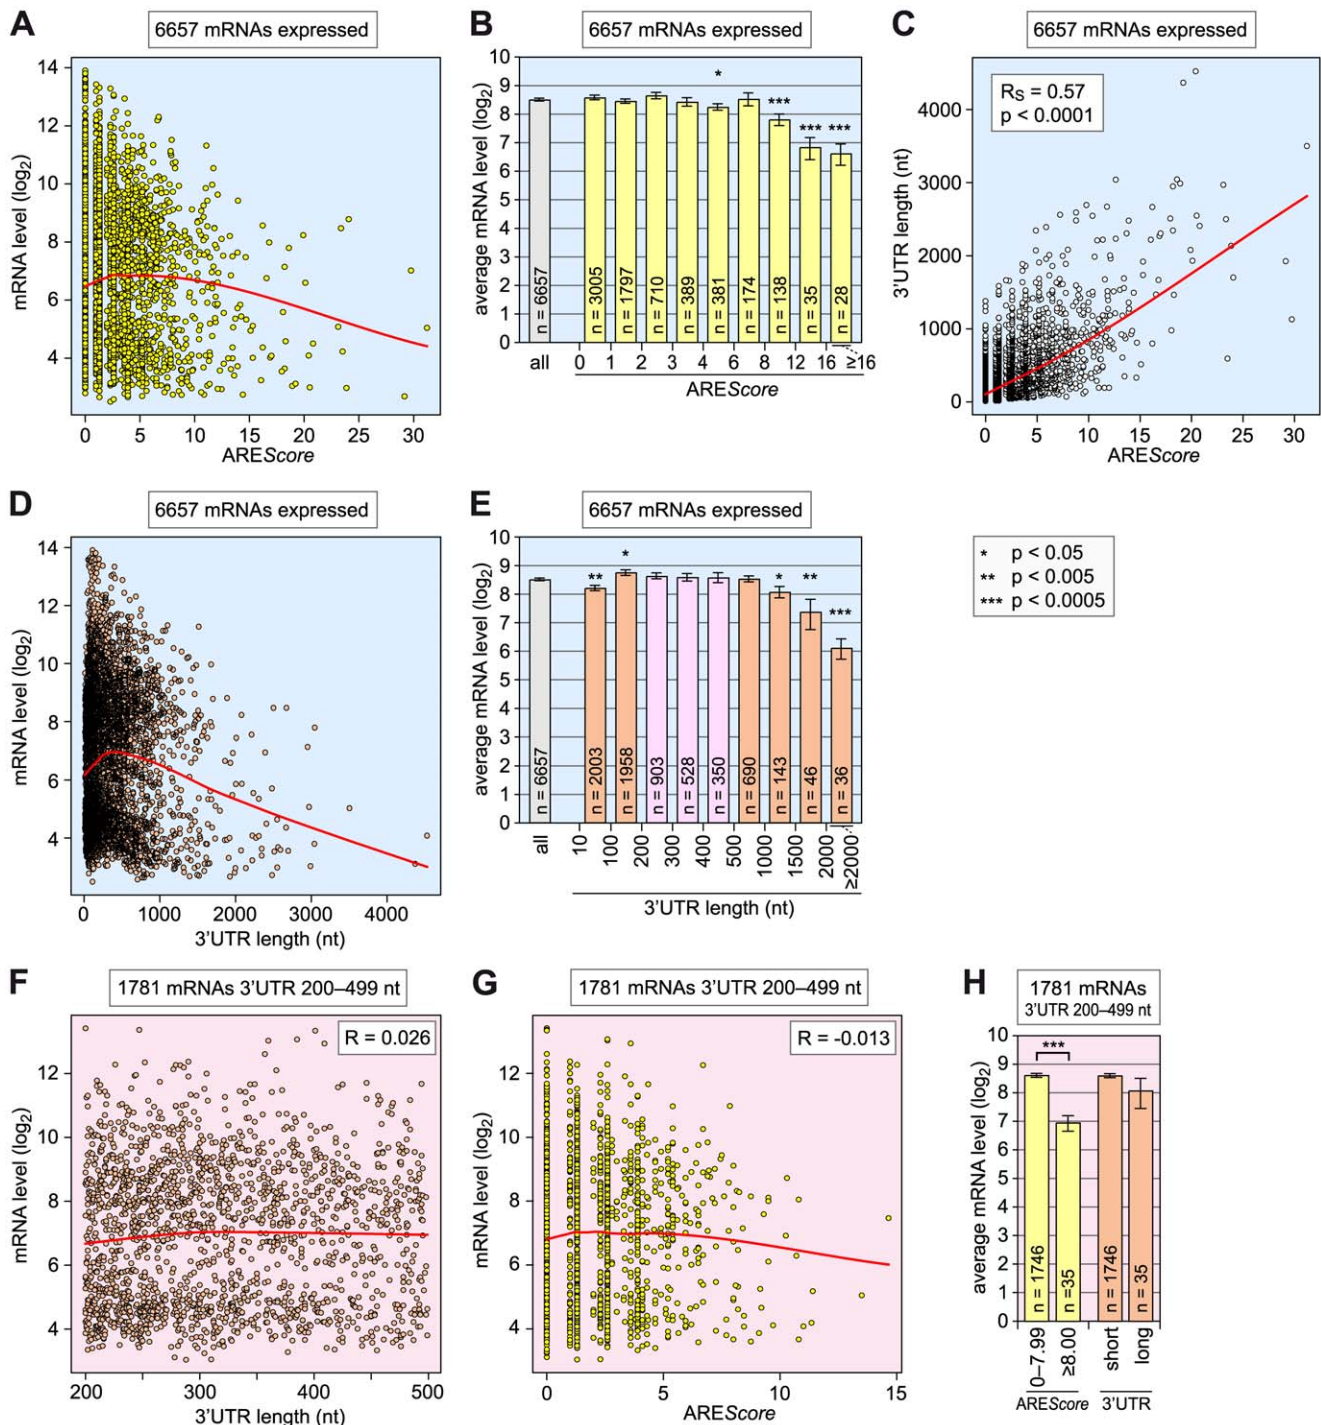 A
6657 mRNAs expressed
mRNA level (log2)
14
12
10
8
6
4
0 5 10 15 20 25 30
AREScore
B
6657 mRNAs expressed
average mRNA level (log2)
10
9
8
7
6
5
4
3
2
1
0
* *** *** ***
n = 6657
n = 3005
n = 1797
n = 710
n = 389
n = 381
n = 174
n = 138
n = 35
n = 28
all 0 1 2 3 4 6 8 12 16 ≥16
AREScore
C
6657 mRNAs expressed
RS = 0.57
p < 0.0001
3'UTR length (nt)
4000
3000
2000
1000
0
0 5 10 15 20 25 30
AREScore
D
6657 mRNAs expressed
mRNA level (log2)
14
12
10
8
6
4
0 1000 2000 3000 4000
3'UTR length (nt)
E
6657 mRNAs expressed
average mRNA level (log2)
10
9
8
7
6
5
4
3
2
1
0
** * * ** ***
n = 6657
n = 2003
n = 1958
n = 903
n = 528
n = 350
n = 690
n = 143
n = 46
n = 36
all 10 100 200 300 400 500 1000 1500 2000 ≥2000
3'UTR length (nt)
* p < 0.05
** p < 0.005
*** p < 0.0005
F
1781 mRNAs 3'UTR 200–499 nt
R = 0.026
mRNA level (log2)
12
10
8
6
4
200 300 400 500
3'UTR length (nt)
G
1781 mRNAs 3'UTR 200–499 nt
R = -0.013
mRNA level (log2)
12
10
8
6
4
0 5 10 15
AREScore
H
1781 mRNAs
3'UTR 200–499 nt
average mRNA level (log2)
10
9
8
7
6
5
4
3
2
1
0
***
n = 1746
n =35
n = 1746
n = 35
0–7.99 ≥8.00 short long
AREScore 3'UTR